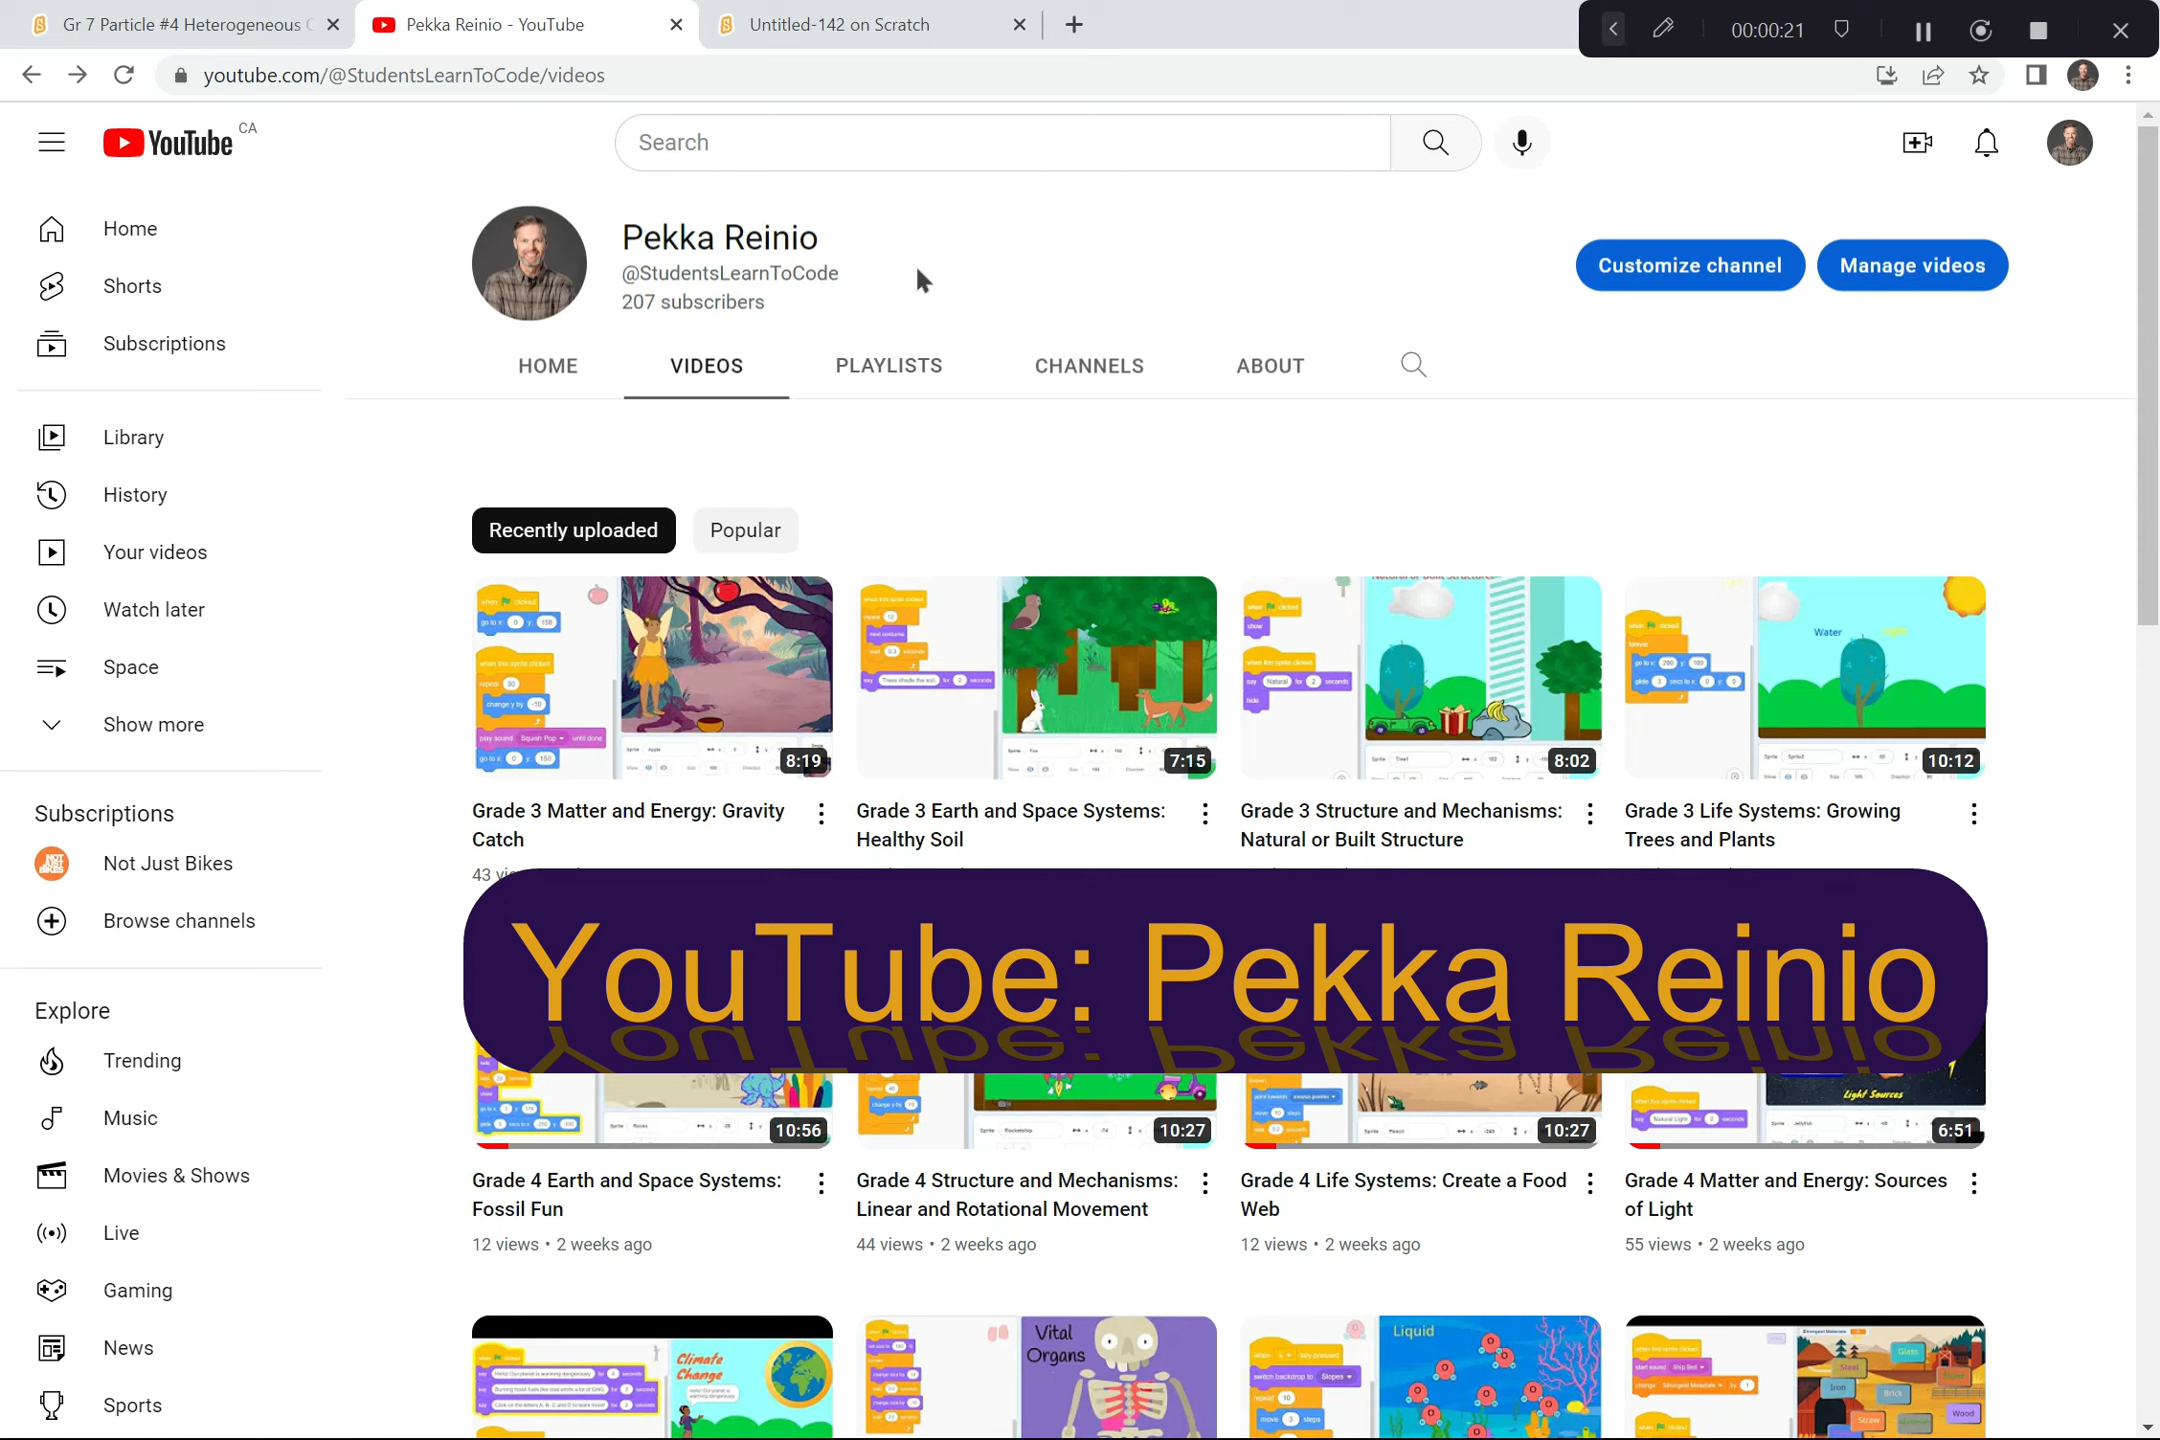 Gr 7 Particle #4 Heterogeneous
Pekka Reinio - YouTube
Untitled-142 on Scratch
00:00:21
youtube.com/@StudentsLearnToCode/videos
YouTube CA
Search
Home
Shorts
Subscriptions
Library
History
Your videos
Watch later
Space
Show more
Subscriptions
Not Just Bikes
Browse channels
Explore
Trending
Music
Movies & Shows
Live
Gaming
News
Sports
Pekka Reinio
@StudentsLearnToCode
207 subscribers
Customize channel
Manage videos
HOME
VIDEOS
PLAYLISTS
CHANNELS
ABOUT
Recently uploaded
Popular
8:19
7:15
8:02
Water
10:12
Grade 3 Matter and Energy: Gravity
Catch
Grade 3 Earth and Space Systems:
Healthy Soil
Grade 3 Structure and Mechanisms:
Natural or Built Structure
Grade 3 Life Systems: Growing
Trees and Plants
43
YouTube: Pekka Reinio
10:56
10:27
10:27
Light Sources
6:51
Grade 4 Earth and Space Systems:
Fossil Fun
12 views • 2 weeks ago
Grade 4 Structure and Mechanisms:
Linear and Rotational Movement
44 views • 2 weeks ago
Grade 4 Life Systems: Create a Food
Web
12 views • 2 weeks ago
Grade 4 Matter and Energy: Sources
of Light
55 views • 2 weeks ago
Climate
Change
Vital
Organs
Liquid
Glass
Steel
Iron
Brick
Straw
Wood